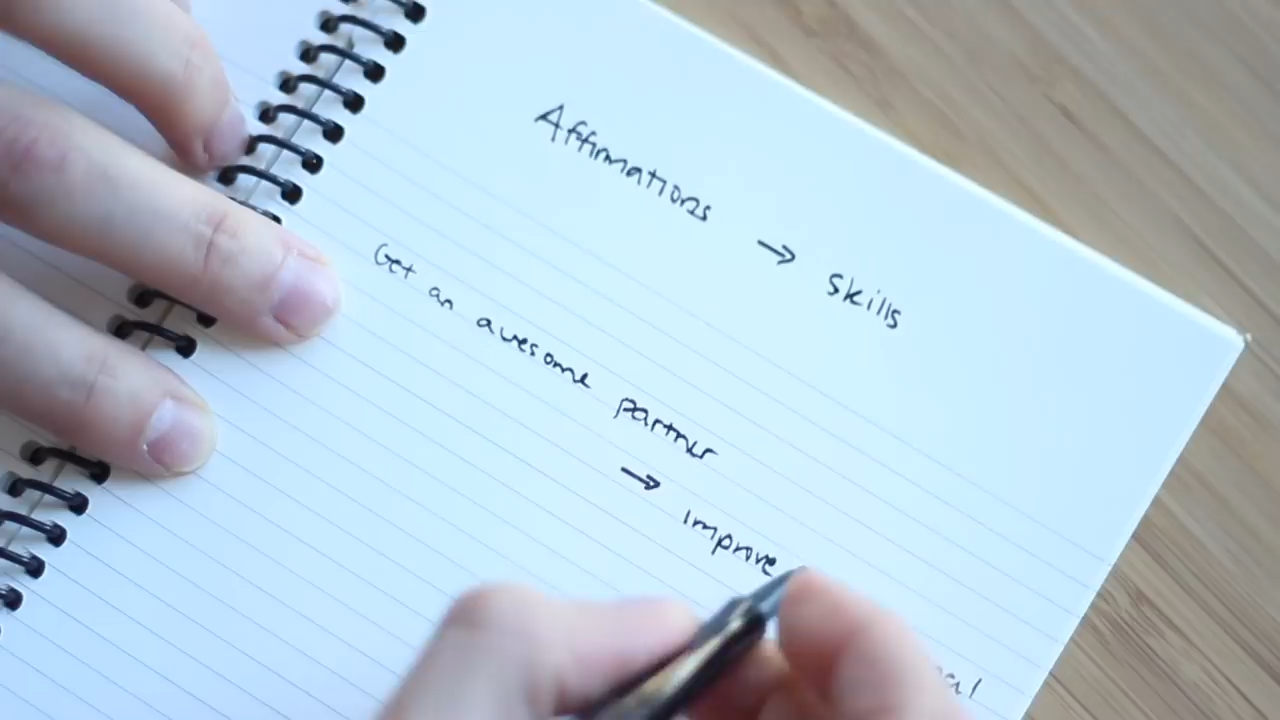 Affirmations → skills
Get an awesome partner
→ improve